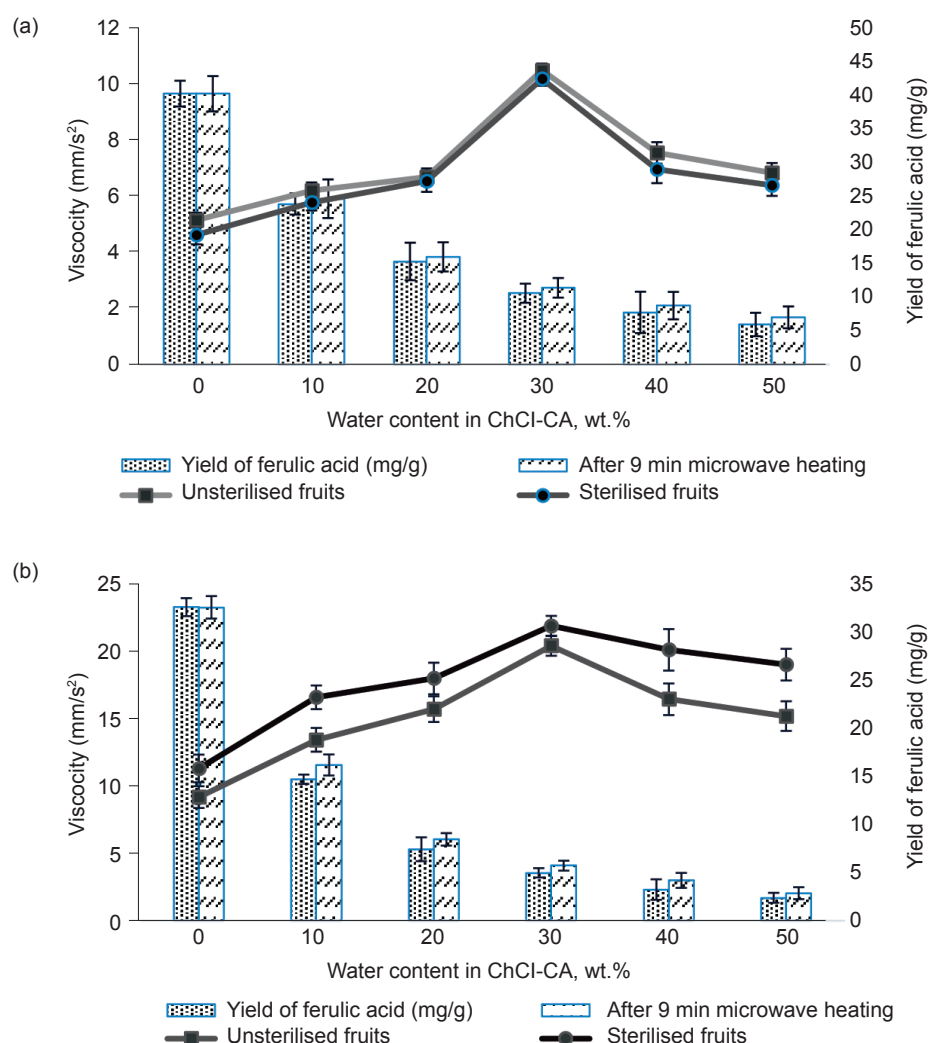 (a)
12
10
8
6
4
2
0
Viscocity (mm/s²)
50
45
40
35
30
25
20
15
10
5
0
Yield of ferulic acid (mg/g)
0 10 20 30 40 50
Water content in ChCI-CA, wt.%
Yield of ferulic acid (mg/g) After 9 min microwave heating
Unsterilised fruits Sterilised fruits
(b)
25
20
15
10
5
0
Viscocity (mm/s²)
35
30
25
20
15
10
5
0
Yield of ferulic acid (mg/g)
0 10 20 30 40 50
Water content in ChCI-CA, wt.%
Yield of ferulic acid (mg/g) After 9 min microwave heating
Unsterilised fruits Sterilised fruits